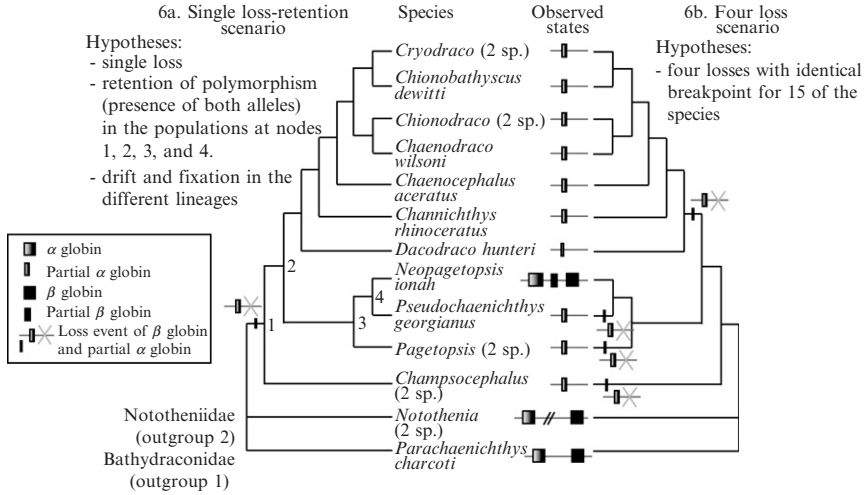 6a. Single loss-retention scenario
Species
Observed states
6b. Four loss scenario
Hypotheses:
- single loss
- retention of polymorphism
(presence of both alleles)
in the populations at nodes
1, 2, 3, and 4.
- drift and fixation in the
different lineages
Hypotheses:
- four losses with identical
breakpoint for 15 of the
species
Cryodraco (2 sp.)
Chionobathyscus
dewitti
Chionodraco (2 sp.)
Chaenodraco
wilsoni
Chaenocephalus
aceratus
Channichthys
rhinoceratus
Dacodraco hunteri
Neopagetopsis
ionah
Pseudochaenichthys
georgianus
Pagetopsis (2 sp.)
Champsocephalus
(2 sp.)
Notothenia
(2 sp.)
Parachaenichthys
charcoti
1
2
3
4
α globin
Partial α globin
β globin
Partial β globin
Loss event of β globin
and partial α globin
Nototheniidae
(outgroup 2)
Bathydraconidae
(outgroup 1)